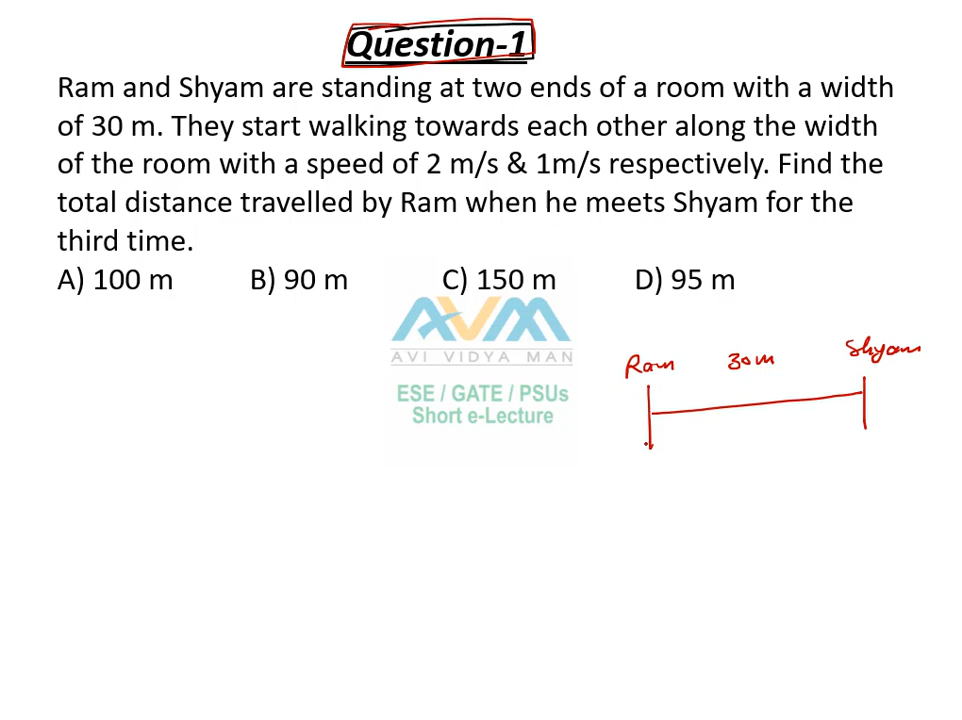 Question-1
Ram and Shyam are standing at two ends of a room with a width
of 30 m. They start walking towards each other along the width
of the room with a speed of 2 m/s & 1m/s respectively. Find the
total distance travelled by Ram when he meets Shyam for the
third time.
A) 100 m B) 90 m C) 150 m D) 95 m
AVM
AVI VIDYA MAN
ESE / GATE / PSUs
Short e-Lecture
Ram 30m Shyam